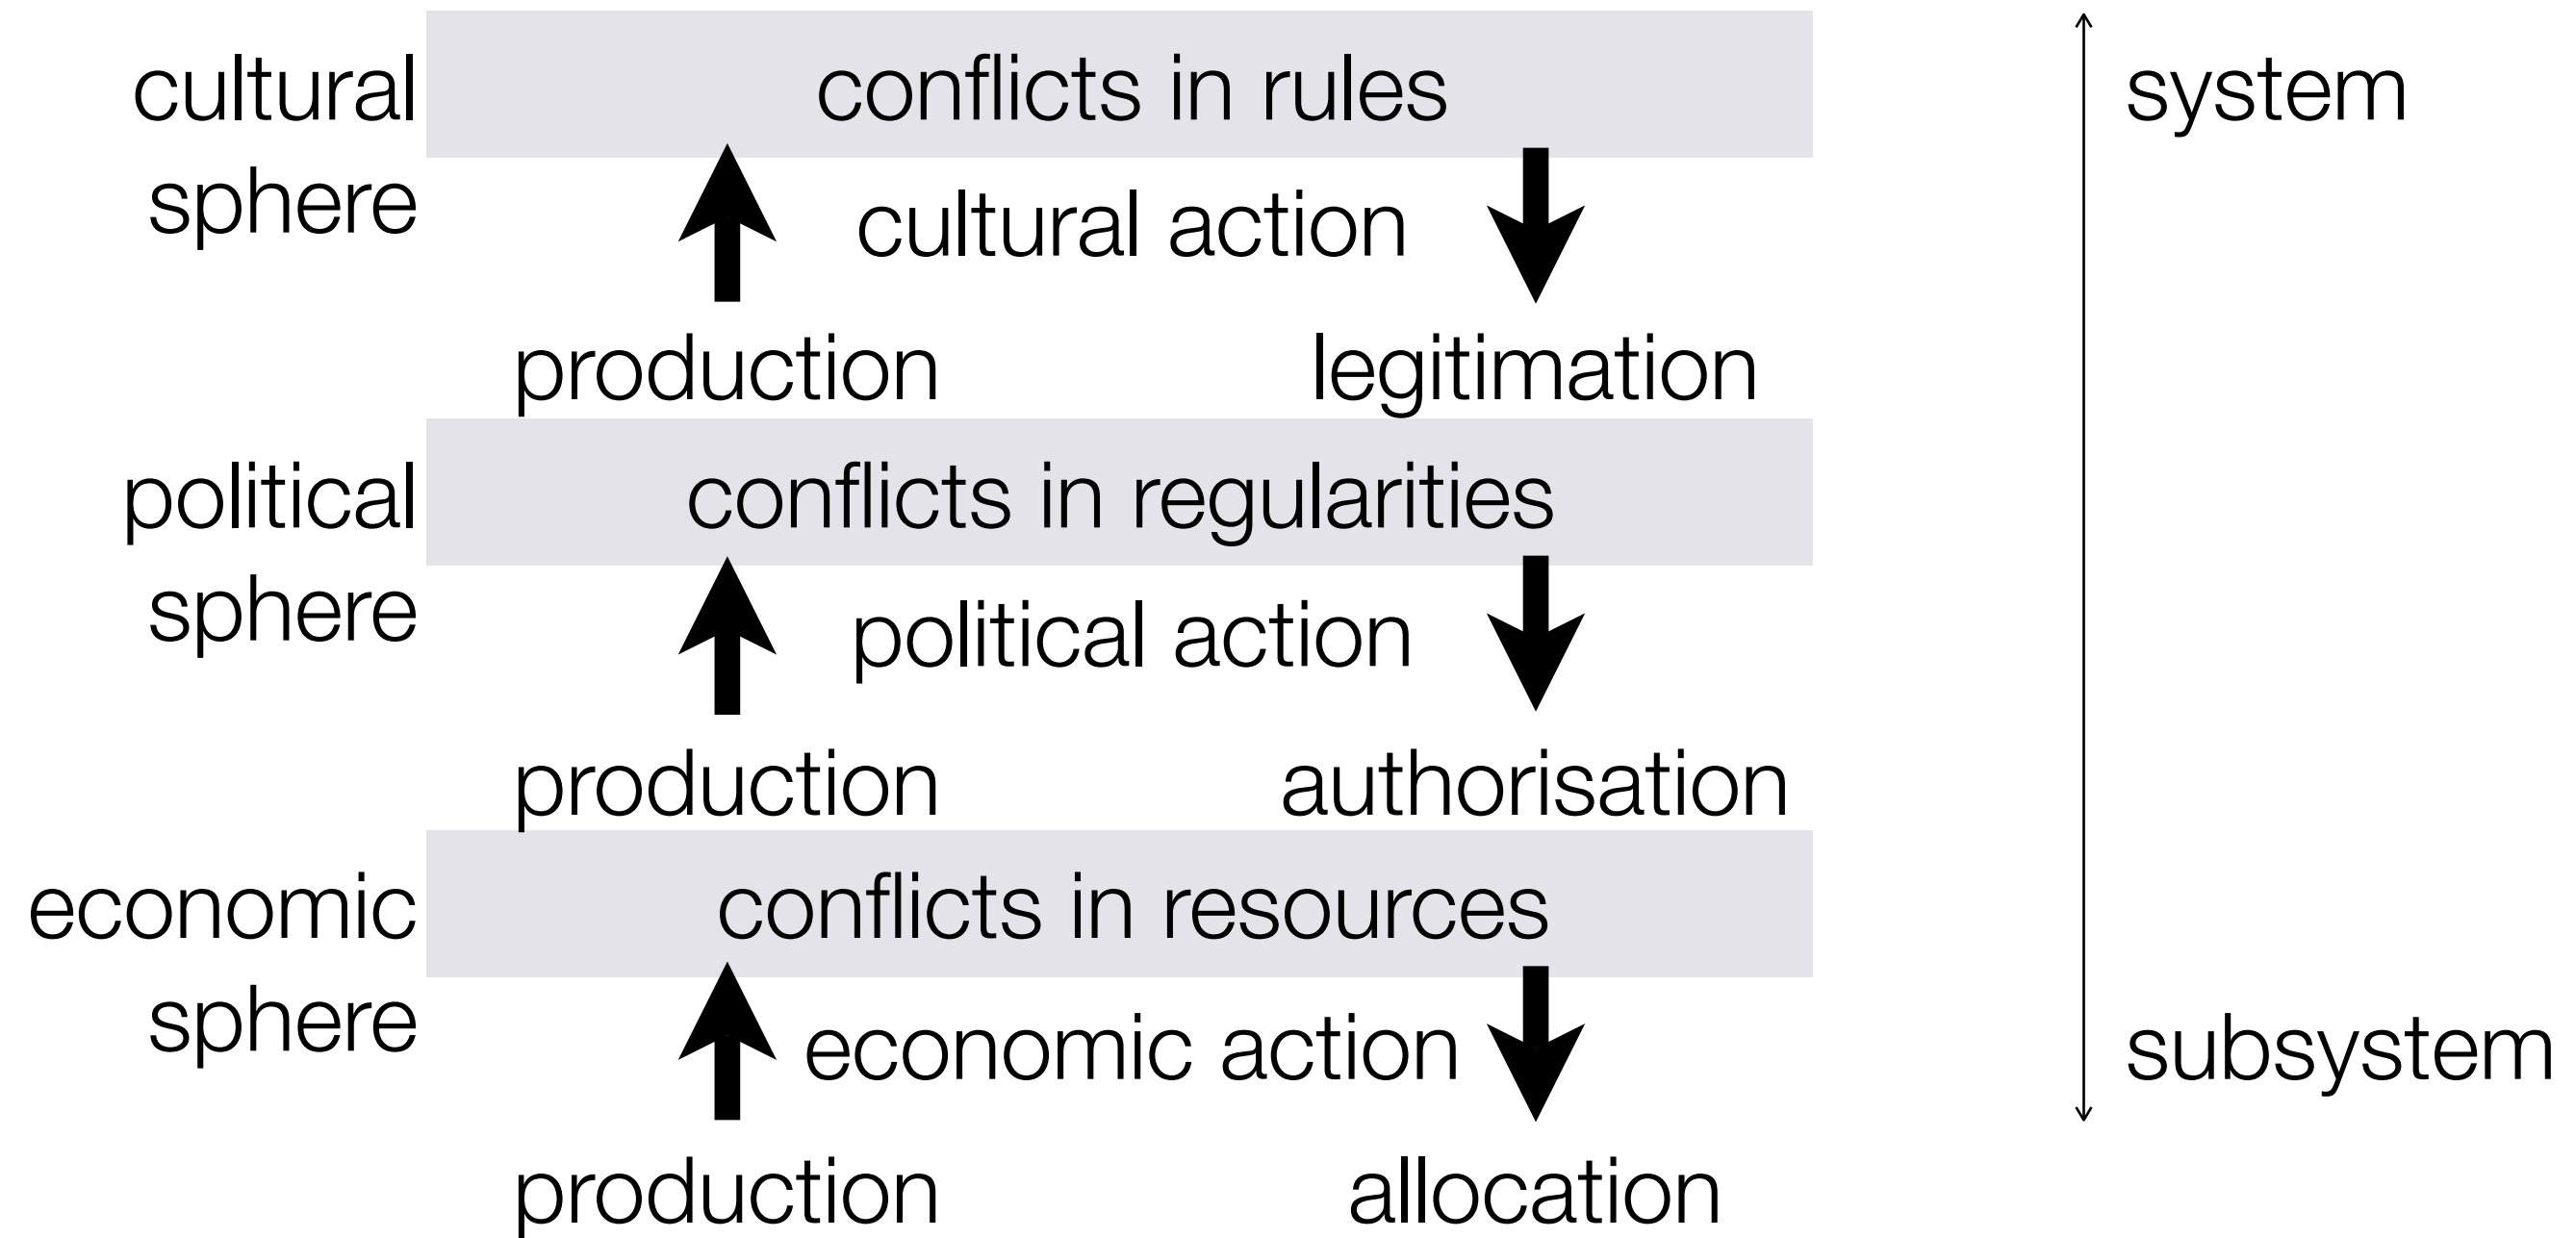 cultural
sphere
conflicts in rules
cultural action
production
legitimation
political
sphere
conflicts in regularities
political action
production
authorisation
economic
sphere
conflicts in resources
economic action
production
allocation
system
subsystem